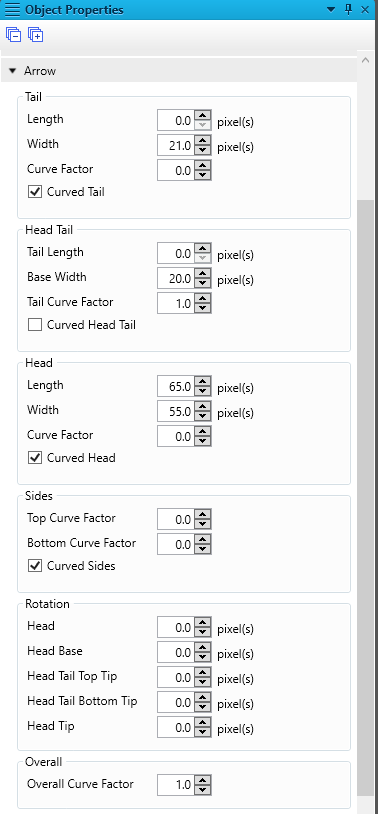 Object Properties
Arrow
Tail
Length 0.0 pixel(s)
Width 21.0 pixel(s)
Curve Factor 0.0
Curved Tail
Head Tail
Tail Length 0.0 pixel(s)
Base Width 20.0 pixel(s)
Tail Curve Factor 1.0
Curved Head Tail
Head
Length 65.0 pixel(s)
Width 55.0 pixel(s)
Curve Factor 0.0
Curved Head
Sides
Top Curve Factor 0.0
Bottom Curve Factor 0.0
Curved Sides
Rotation
Head 0.0 pixel(s)
Head Base 0.0 pixel(s)
Head Tail Top Tip 0.0 pixel(s)
Head Tail Bottom Tip 0.0 pixel(s)
Head Tip 0.0 pixel(s)
Overall
Overall Curve Factor 1.0